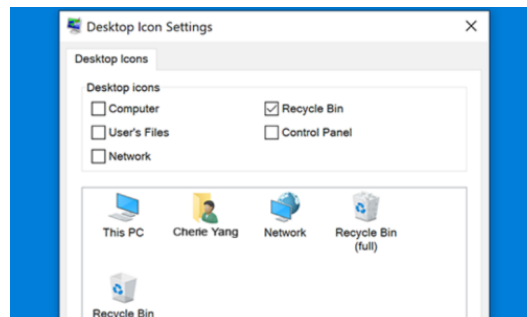 Desktop Icon Settings
Desktop Icons
Desktop icons
Computer
Recycle Bin
User's Files
Control Panel
Network
This PC
Cherie Yang
Network
Recycle Bin
(full)
Recycle Bin